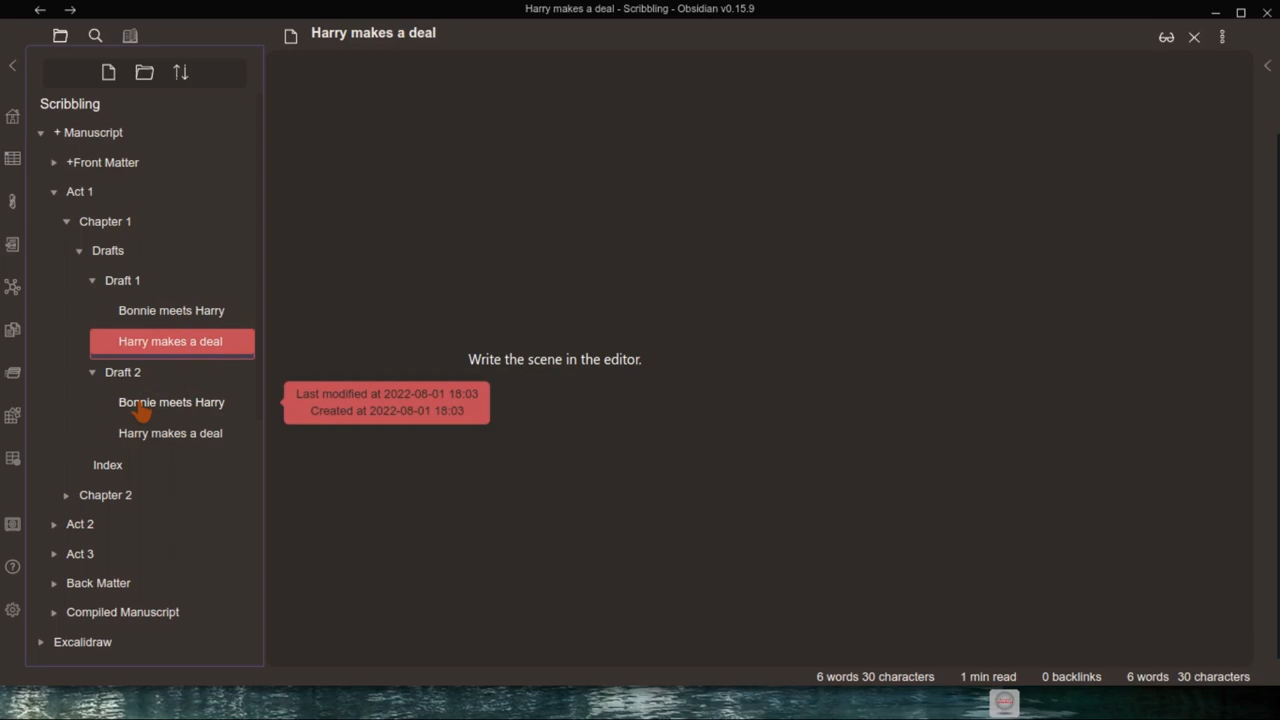 Harry makes a deal - Scribbling - Obsidian v0.15.9
Harry makes a deal
Scribbling
+ Manuscript
+Front Matter
Act 1
Chapter 1
Drafts
Draft 1
Bonnie meets Harry
Harry makes a deal
Draft 2
Bonnie meets Harry
Harry makes a deal
Index
Chapter 2
Act 2
Act 3
Back Matter
Compiled Manuscript
Excalidraw
Write the scene in the editor.
Last modified at 2022-08-01 18:03
Created at 2022-08-01 18:03
6 words 30 characters
1 min read
0 backlinks
6 words
30 characters